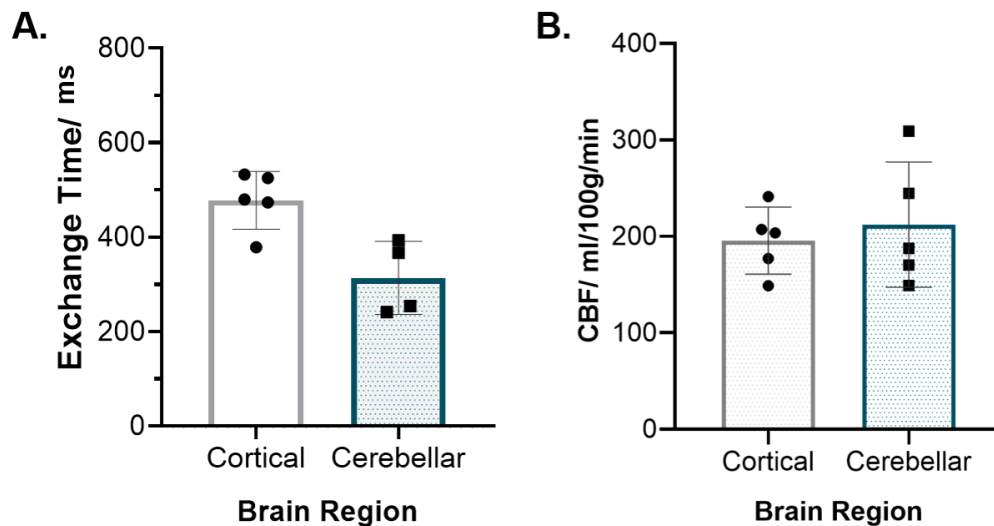 A.
Exchange Time/ ms
800
600
400
200
0
Cortical Cerebellar
Brain Region
B.
CBF/ ml/100g/min
400
300
200
100
0
Cortical Cerebellar
Brain Region